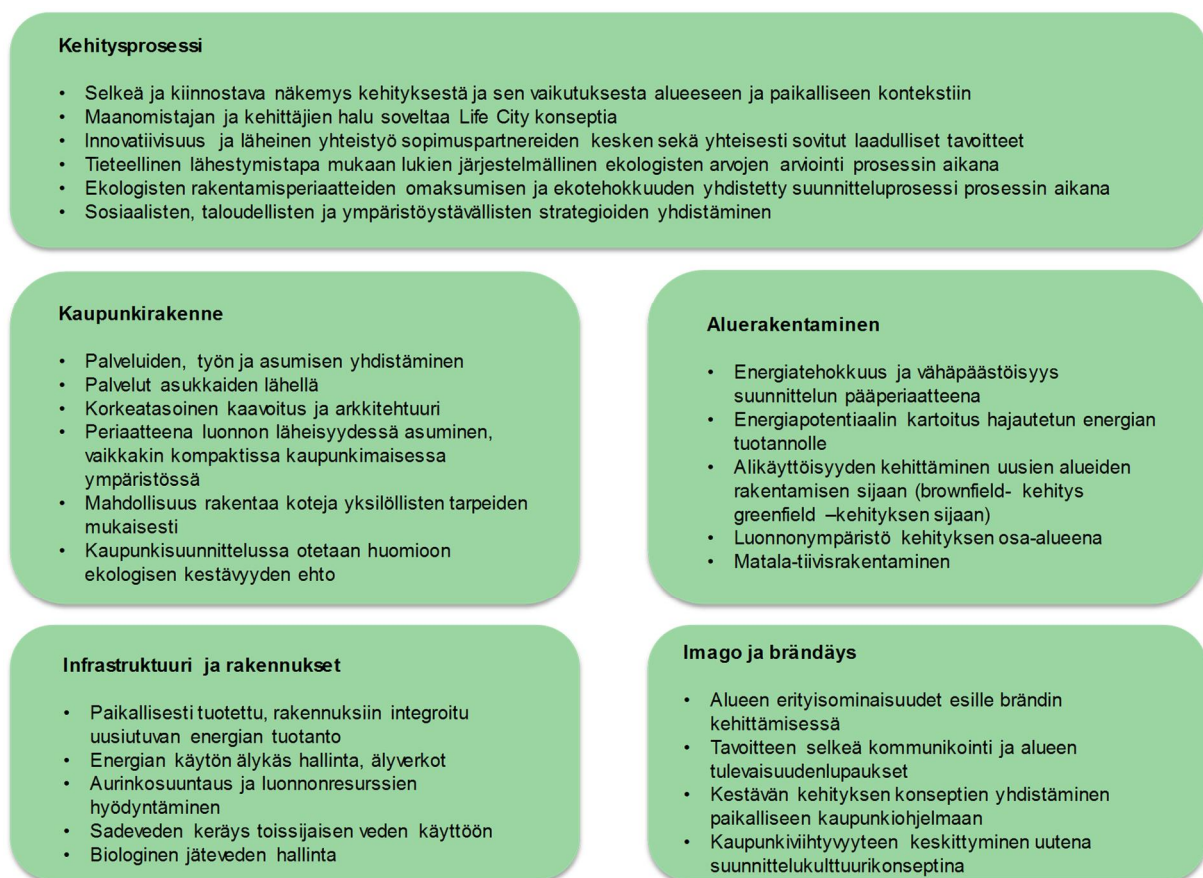 Kehitysprosessi
• Selkeä ja kiinnostava näkemys kehityksestä ja sen vaikutuksesta alueeseen ja paikalliseen kontekstiin
• Maanomistajan ja kehittäjien halu soveltaa Life City konseptia
• Innovatiivisuus ja läheinen yhteistyö sopimuspartnereiden kesken sekä yhteisesti sovitut laadulliset tavoitteet
• Tieteellinen lähestymistapa mukaan lukien järjestelmällinen ekologisten arvojen arviointi prosessin aikana
• Ekologisten rakentamisperiaatteiden omaksumisen ja ekotehokkuuden yhdistetty suunnitteluprosessi prosessin aikana
• Sosiaalisten, taloudellisten ja ympäristöystävällisten strategioiden yhdistäminen
Kaupunkirakenne
• Palveluiden, työn ja asumisen yhdistäminen
• Palvelut asukkaiden lähellä
• Korkeatasoinen kaavoitus ja arkkitehtuuri
• Periaatteena luonnon läheisyydessä asuminen,
vaikkakin kompaktissa kaupunkimaisessa
ympäristössä
• Mahdollisuus rakentaa koteja yksilöllisten tarpeiden
mukaisesti
• Kaupunkisuunnittelussa otetaan huomioon
ekologisen kestävyyden ehto
Aluerakentaminen
• Energiatehokkuus ja vähäpäästöisyys
suunnittelun pääperiaatteena
• Energiapotentiaalin kartoitus hajautetun energian
tuotannolle
• Alikäyttöisyyden kehittäminen uusien alueiden
rakentamisen sijaan (brownfield- kehitys
greenfield –kehityksen sijaan)
• Luonnonympäristö kehityksen osa-alueena
• Matala-tiivisrakentaminen
Infrastruktuuri ja rakennukset
• Paikallisesti tuotettu, rakennuksiin integroitu
uusiutuvan energian tuotanto
• Energian käytön älykäs hallinta, älyverkot
• Aurinkosuuntaus ja luonnonresurssien
hyödyntäminen
• Sadeveden keräys toissijaisen veden käyttöön
• Biologinen jäteveden hallinta
Imago ja brändäys
• Alueen erityisominaisuudet esille brändin
kehittämisessä
• Tavoitteen selkeä kommunikointi ja alueen
tulevaisuudenlupaukset
• Kestävän kehityksen konseptien yhdistäminen
paikalliseen kaupunkiohjelmaan
• Kaupunkiviihtyvyyteen keskittyminen uutena
suunnittelukulttuurikonseptina